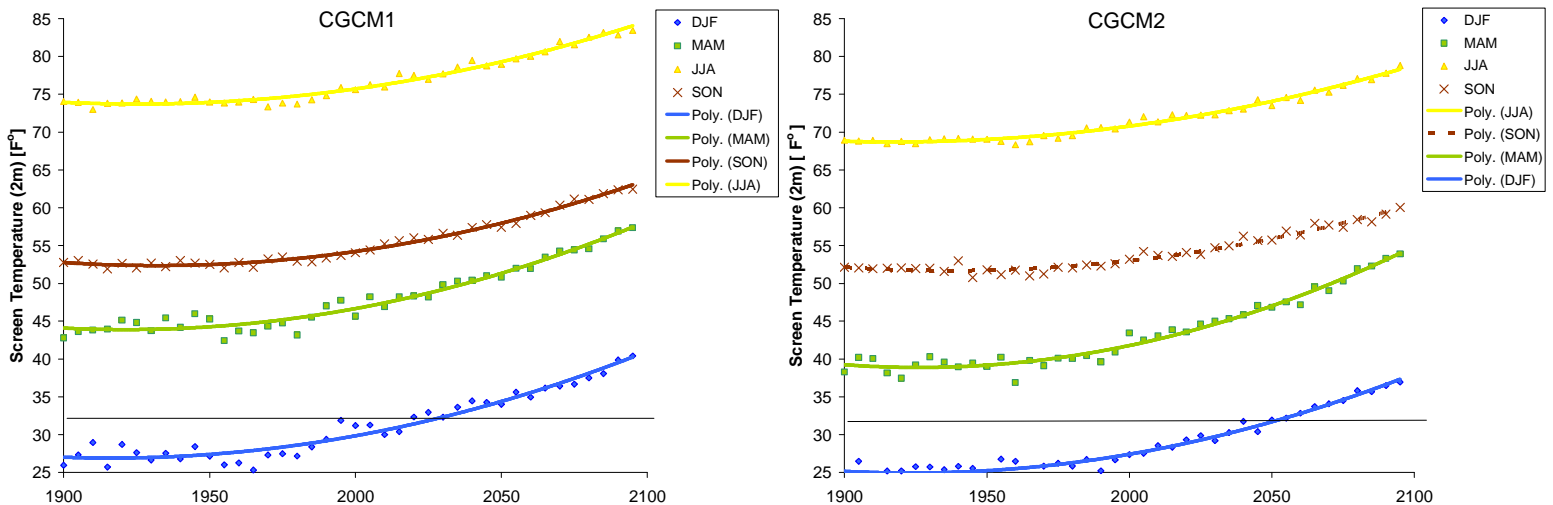 CGCM1
Screen Temperature (2m) [F°]
85
80
75
70
65
60
55
50
45
40
35
30
25
1900
1950
2000
2050
2100
DJF
MAM
JJA
SON
Poly. (DJF)
Poly. (MAM)
Poly. (SON)
Poly. (JJA)
CGCM2
Screen Temperature (2m) [ F°]
85
80
75
70
65
60
55
50
45
40
35
30
25
1900
1950
2000
2050
2100
DJF
MAM
JJA
SON
Poly. (JJA)
Poly. (SON)
Poly. (MAM)
Poly. (DJF)